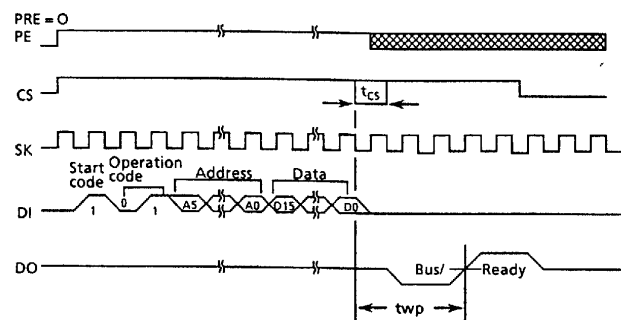 PRE = 0
PE
CS
tCS
SK
Start code
Operation code
Address
Data
DI
1
0
1
A5
A0
D15
D0
DO
Bus/
Ready
twp